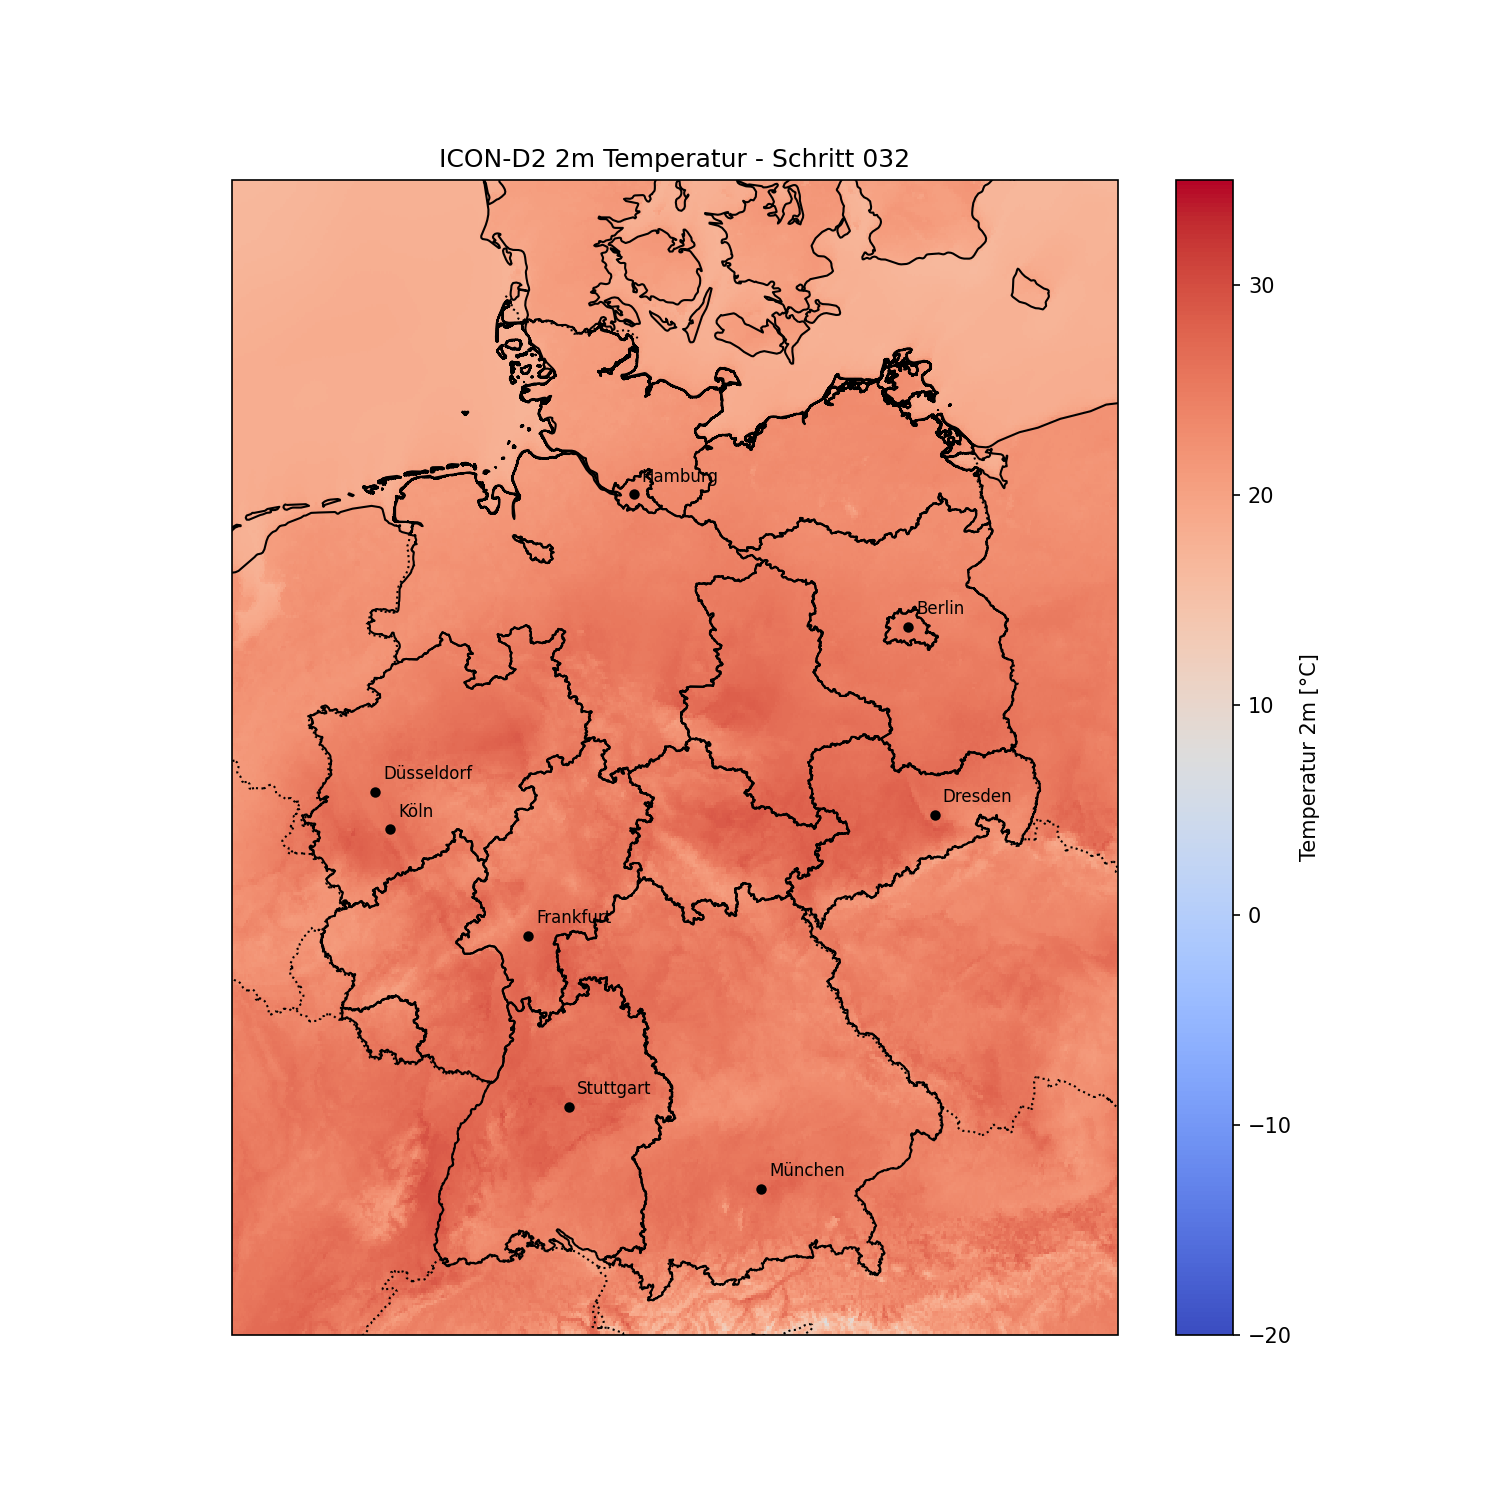 ICON-D2 2m Temperatur - Schritt 032
Hamburg
Berlin
Düsseldorf
Köln
Dresden
Frankfurt
Stuttgart
München
30
20
10
0
−10
−20
Temperatur 2m [°C]